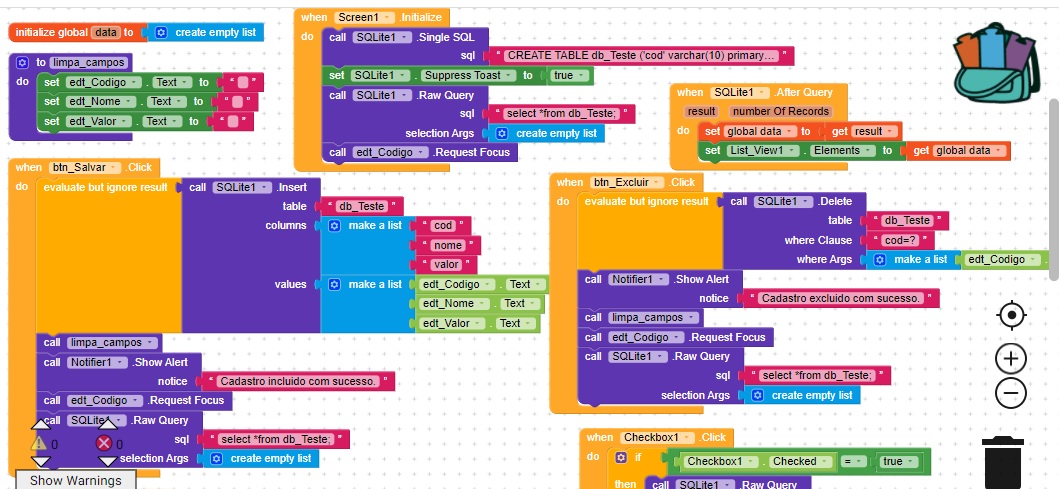 initialize global data to create empty list
to limpa_campos
do set edt_Codigo . Text to " "
set edt_Nome . Text to " "
set edt_Valor . Text to " "
when Screen1 .Initialize
do call SQLite1 .Single SQL
sql " CREATE TABLE db_Teste ('cod' varchar(10) primary... "
set SQLite1 . Suppress Toast to true
call SQLite1 .Raw Query
sql " select *from db_Teste; "
selection Args create empty list
call edt_Codigo .Request Focus
when SQLite1 .After Query
result number Of Records
do set global data to get result
set List_View1 . Elements to get global data
when btn_Salvar .Click
do evaluate but ignore result call SQLite1 .Insert
table " db_Teste "
columns make a list " cod "
" nome "
" valor "
values make a list edt_Codigo . Text
edt_Nome . Text
edt_Valor . Text
call limpa_campos
call Notifier1 .Show Alert
notice " Cadastro incluido com sucesso. "
call edt_Codigo .Request Focus
call SQLite1 .Raw Query
sql " select *from db_Teste; "
selection Args create empty list
when btn_Excluir .Click
do evaluate but ignore result call SQLite1 .Delete
table " db_Teste "
where Clause " cod=? "
where Args make a list edt_Codigo .
call Notifier1 .Show Alert
notice " Cadastro excluido com sucesso. "
call limpa_campos
call edt_Codigo .Request Focus
call SQLite1 .Raw Query
sql " select *from db_Teste; "
selection Args create empty list
when Checkbox1 .Click
do if Checkbox1 . Checked = true
then call SQLite1 .Raw Query
0 0
Show Warnings